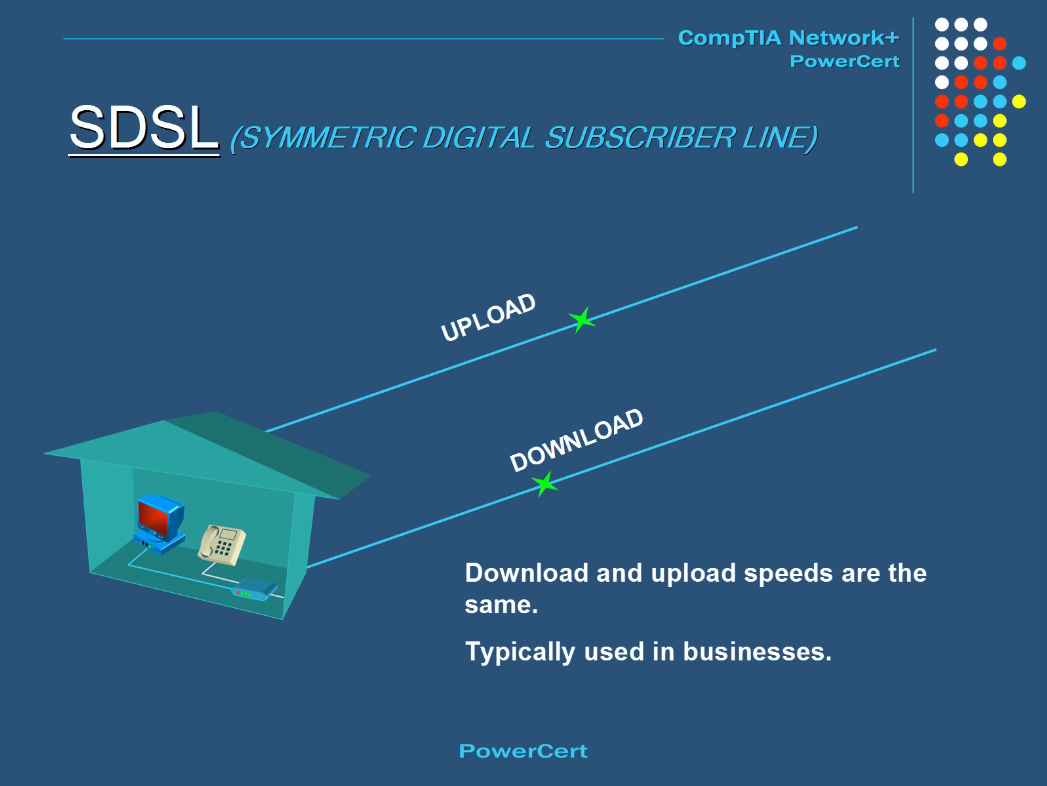 CompTIA Network+
PowerCert
SDSL (SYMMETRIC DIGITAL SUBSCRIBER LINE)
UPLOAD
DOWNLOAD
Download and upload speeds are the
same.
Typically used in businesses.
PowerCert